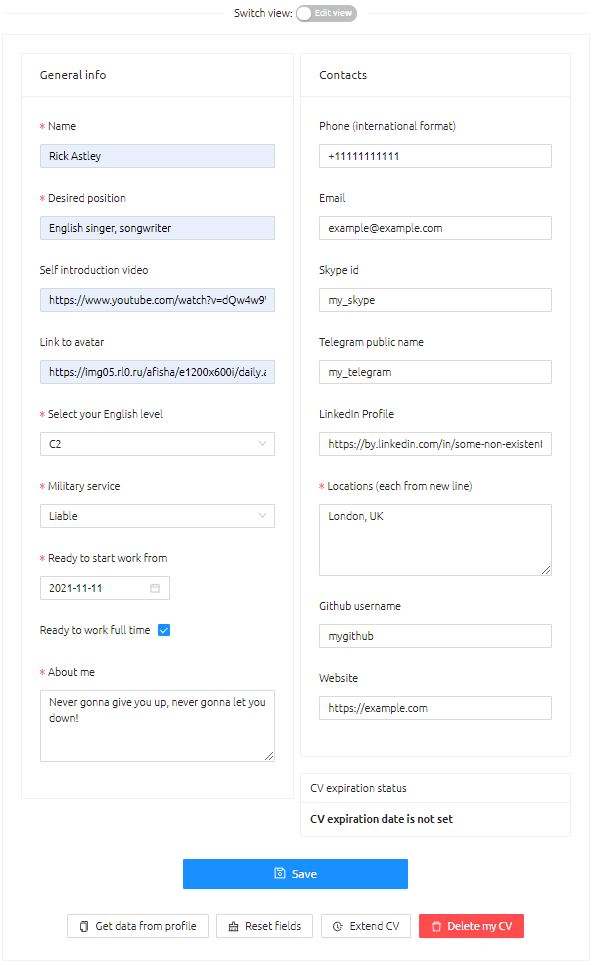 Switch view: Edit view
General info
* Name
Rick Astley
* Desired position
English singer, songwriter
Self introduction video
https://www.youtube.com/watch?v=dQw4w9
Link to avatar
https://img05.rl0.ru/afisha/e1200x600i/daily.a
* Select your English level
C2
* Military service
Liable
* Ready to start work from
2021-11-11
Ready to work full time
* About me
Never gonna give you up, never gonna let you
down!
Contacts
Phone (international format)
+11111111111
Email
example@example.com
Skype id
my_skype
Telegram public name
my_telegram
LinkedIn Profile
https://by.linkedin.com/in/some-non-existent
* Locations (each from new line)
London, UK
Github username
mygithub
Website
https://example.com
CV expiration status
CV expiration date is not set
Save
Get data from profile
Reset fields
Extend CV
Delete my CV